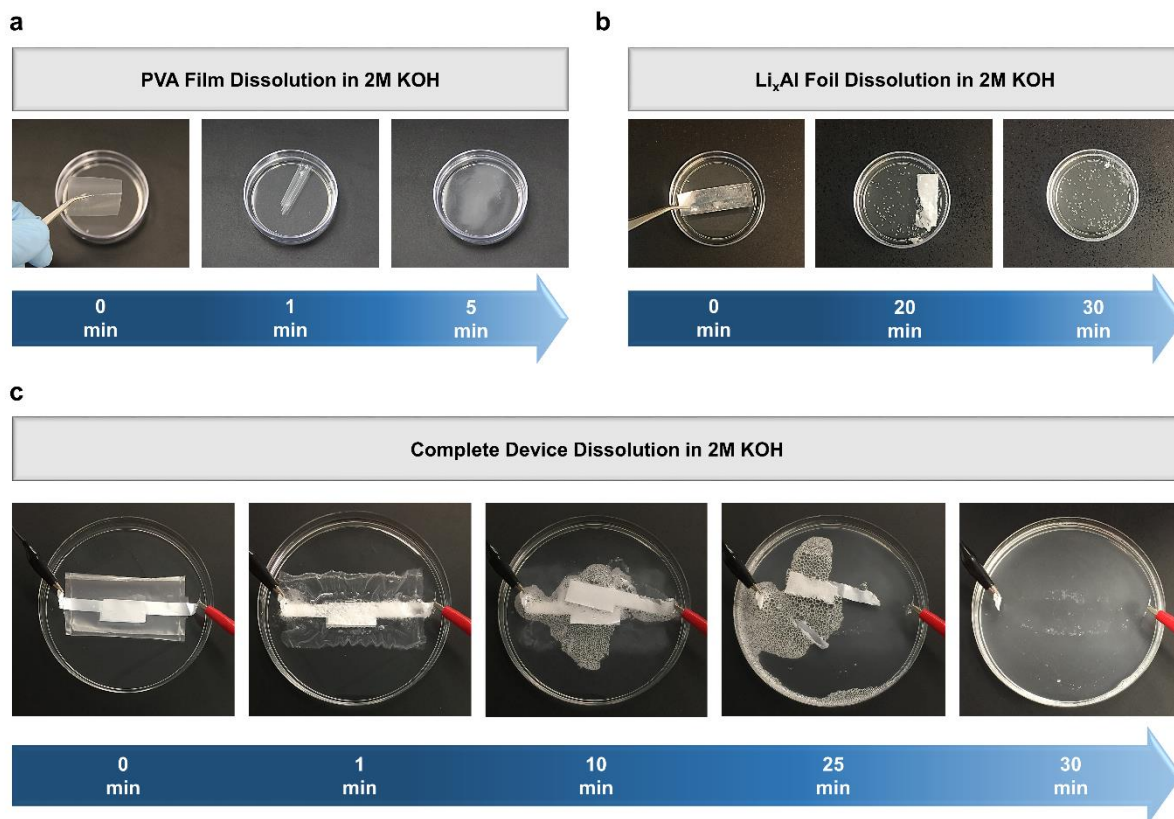 a
PVA Film Dissolution in 2M KOH
0
min
1
min
5
min
b
LiₓAl Foil Dissolution in 2M KOH
0
min
20
min
30
min
c
Complete Device Dissolution in 2M KOH
0
min
1
min
10
min
25
min
30
min